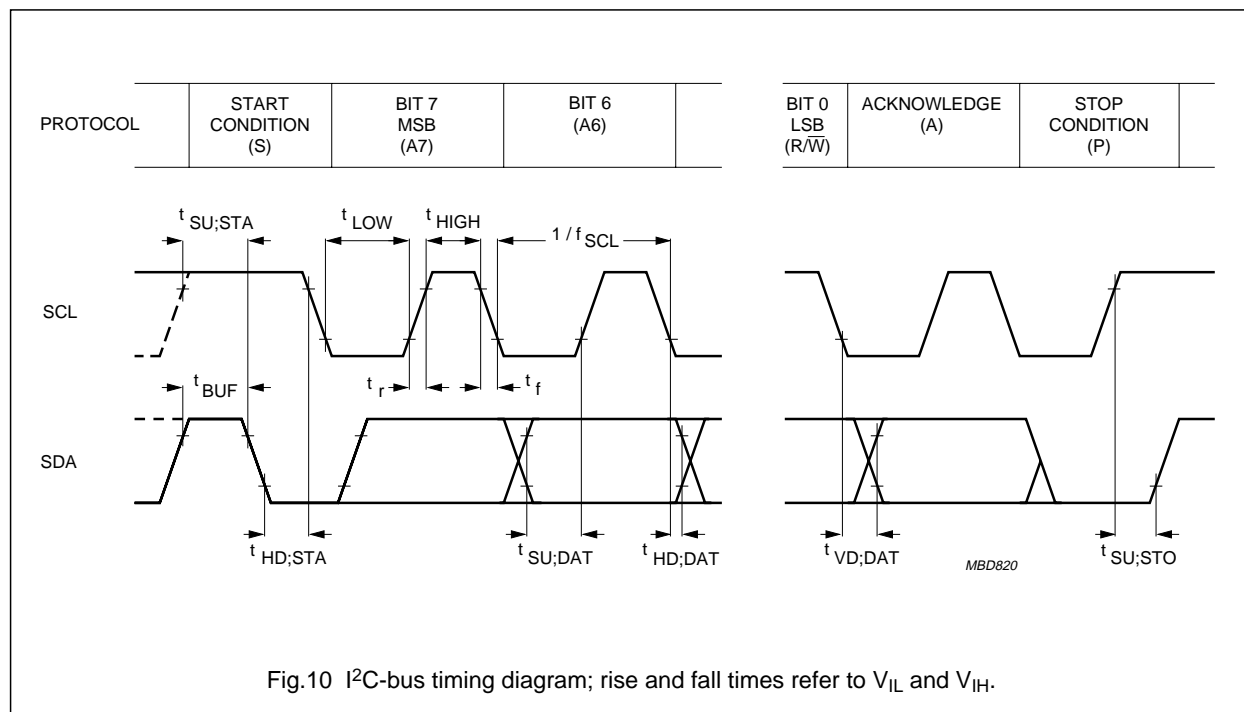 PROTOCOL
START
CONDITION
(S)
BIT 7
MSB
(A7)
BIT 6
(A6)
BIT 0
LSB
(R/W̅)
ACKNOWLEDGE
(A)
STOP
CONDITION
(P)
t SU;STA
t LOW
t HIGH
1 / f SCL
SCL
t BUF
t r
t f
SDA
t HD;STA
t SU;DAT
t HD;DAT
t VD;DAT
MBD820
t SU;STO
Fig.10 I²C-bus timing diagram; rise and fall times refer to VIL and VIH.